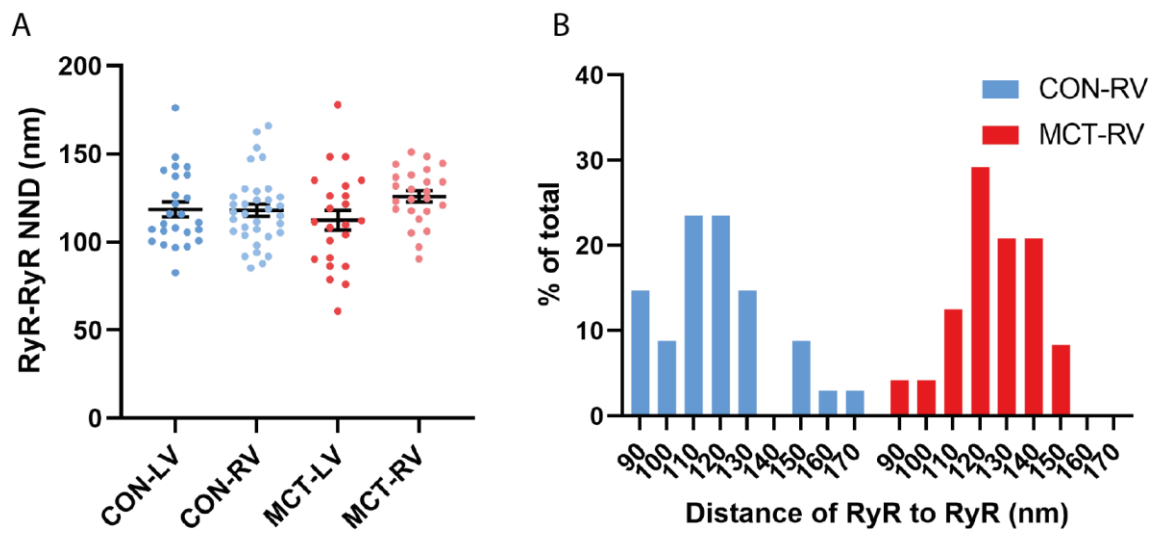 A
RyR-RyR NND (nm)
200
150
100
50
0
CON-LV
CON-RV
MCT-LV
MCT-RV
B
% of total
40
30
20
10
0
CON-RV
MCT-RV
90 100 110 120 130 140 150 160 170 90 100 110 120 130 140 150 160 170
Distance of RyR to RyR (nm)